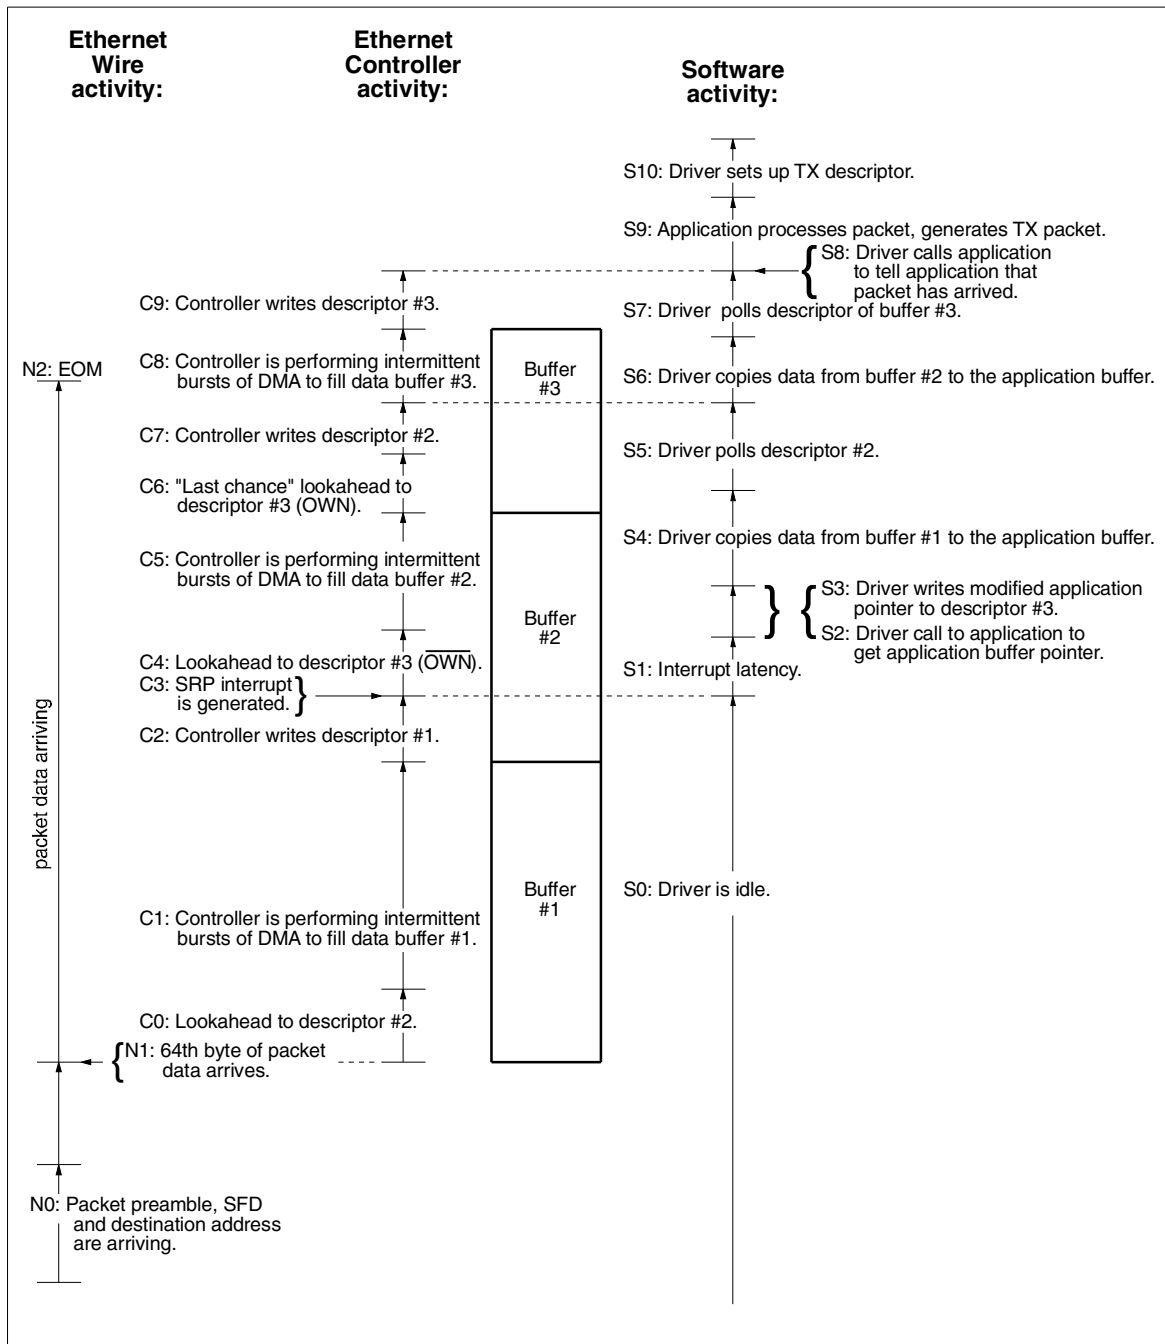 Ethernet
Wire
activity:
Ethernet
Controller
activity:
Software
activity:
S10: Driver sets up TX descriptor.
S9: Application processes packet, generates TX packet.
S8: Driver calls application
to tell application that
packet has arrived.
C9: Controller writes descriptor #3.
S7: Driver polls descriptor of buffer #3.
N2: EOM
C8: Controller is performing intermittent
bursts of DMA to fill data buffer #3.
Buffer
#3
S6: Driver copies data from buffer #2 to the application buffer.
C7: Controller writes descriptor #2.
S5: Driver polls descriptor #2.
C6: "Last chance" lookahead to
descriptor #3 (OWN).
S4: Driver copies data from buffer #1 to the application buffer.
C5: Controller is performing intermittent
bursts of DMA to fill data buffer #2.
S3: Driver writes modified application
pointer to descriptor #3.
Buffer
#2
S2: Driver call to application to
get application buffer pointer.
C4: Lookahead to descriptor #3 (O̅W̅N̅).
S1: Interrupt latency.
C3: SRP interrupt
is generated.
C2: Controller writes descriptor #1.
packet data arriving
Buffer
#1
S0: Driver is idle.
C1: Controller is performing intermittent
bursts of DMA to fill data buffer #1.
C0: Lookahead to descriptor #2.
N1: 64th byte of packet
data arrives.
N0: Packet preamble, SFD
and destination address
are arriving.